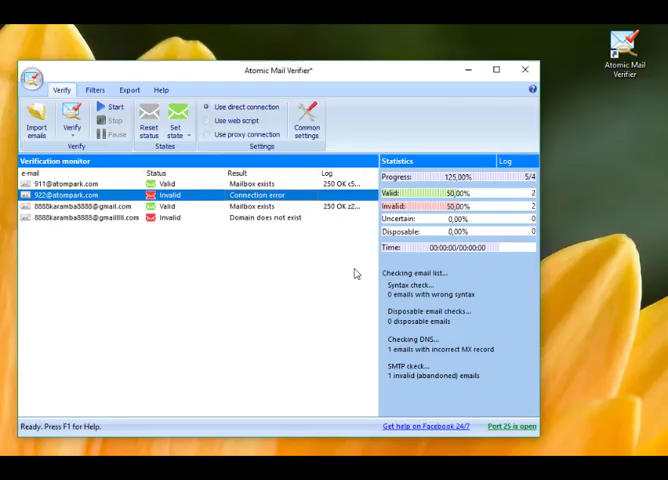 Atomic Mail Verifier
Atomic Mail Verifier*
Verify Filters Export Help
Import emails
Verify
Start
Stop
Pause
Reset status
Set state
Use direct connection
Use web script
Use proxy connection
Common settings
Verify States Settings
Verification monitor
e-mail Status Result Log
911@atompark.com Valid Mailbox exists 250 OK c5...
922@atompark.com Invalid Connection error
8888karamba8888@gmail.com Valid Mailbox exists 250 OK z2...
Invalid Domain does not exist
Statistics Log
Progress: 125,00% 5/4
Valid: 50,00% 2
Invalid: 50,00% 2
Uncertain: 0,00% 0
Disposable: 0,00% 0
Time: 00:00:00/00:00:00
Checking email list...
Syntax check...
0 emails with wrong syntax
Disposable email checks...
0 disposable emails
Checking DNS...
1 emails with incorrect MX record
SMTP ckeck...
1 invalid (abandoned) emails
Ready. Press F1 for Help.
Get help on Facebook 24/7
Port 25 is open